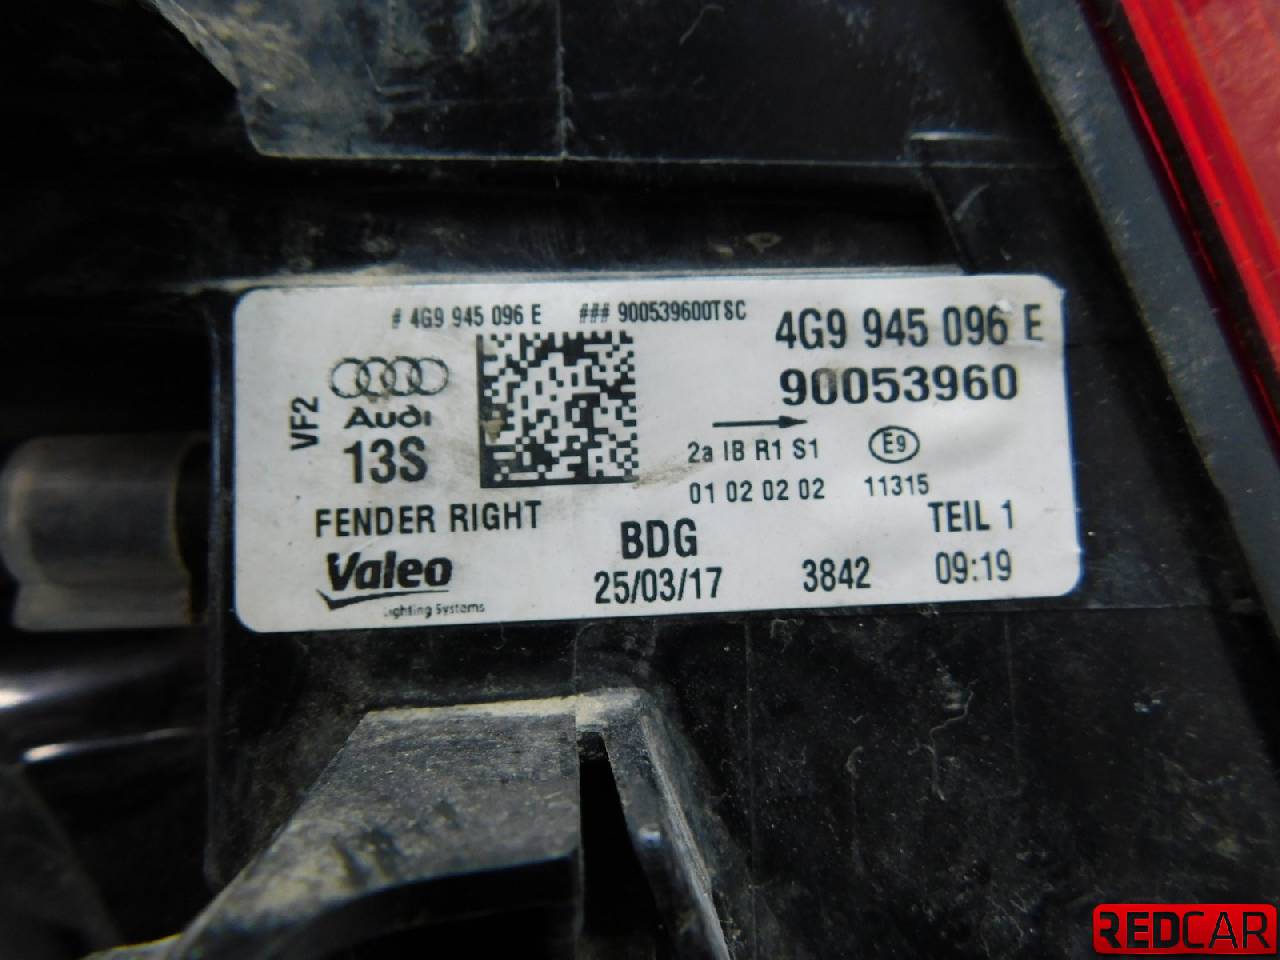 # 4G9 945 096 E ### 900539600TSC
4G9 945 096 E
90053960
VF2
Audi
13S
2a IB R1 S1 E9
01 02 02 02 11315
FENDER RIGHT
BDG
TEIL 1
Valeo
Lighting Systems
25/03/17 3842 09:19
REDCAR